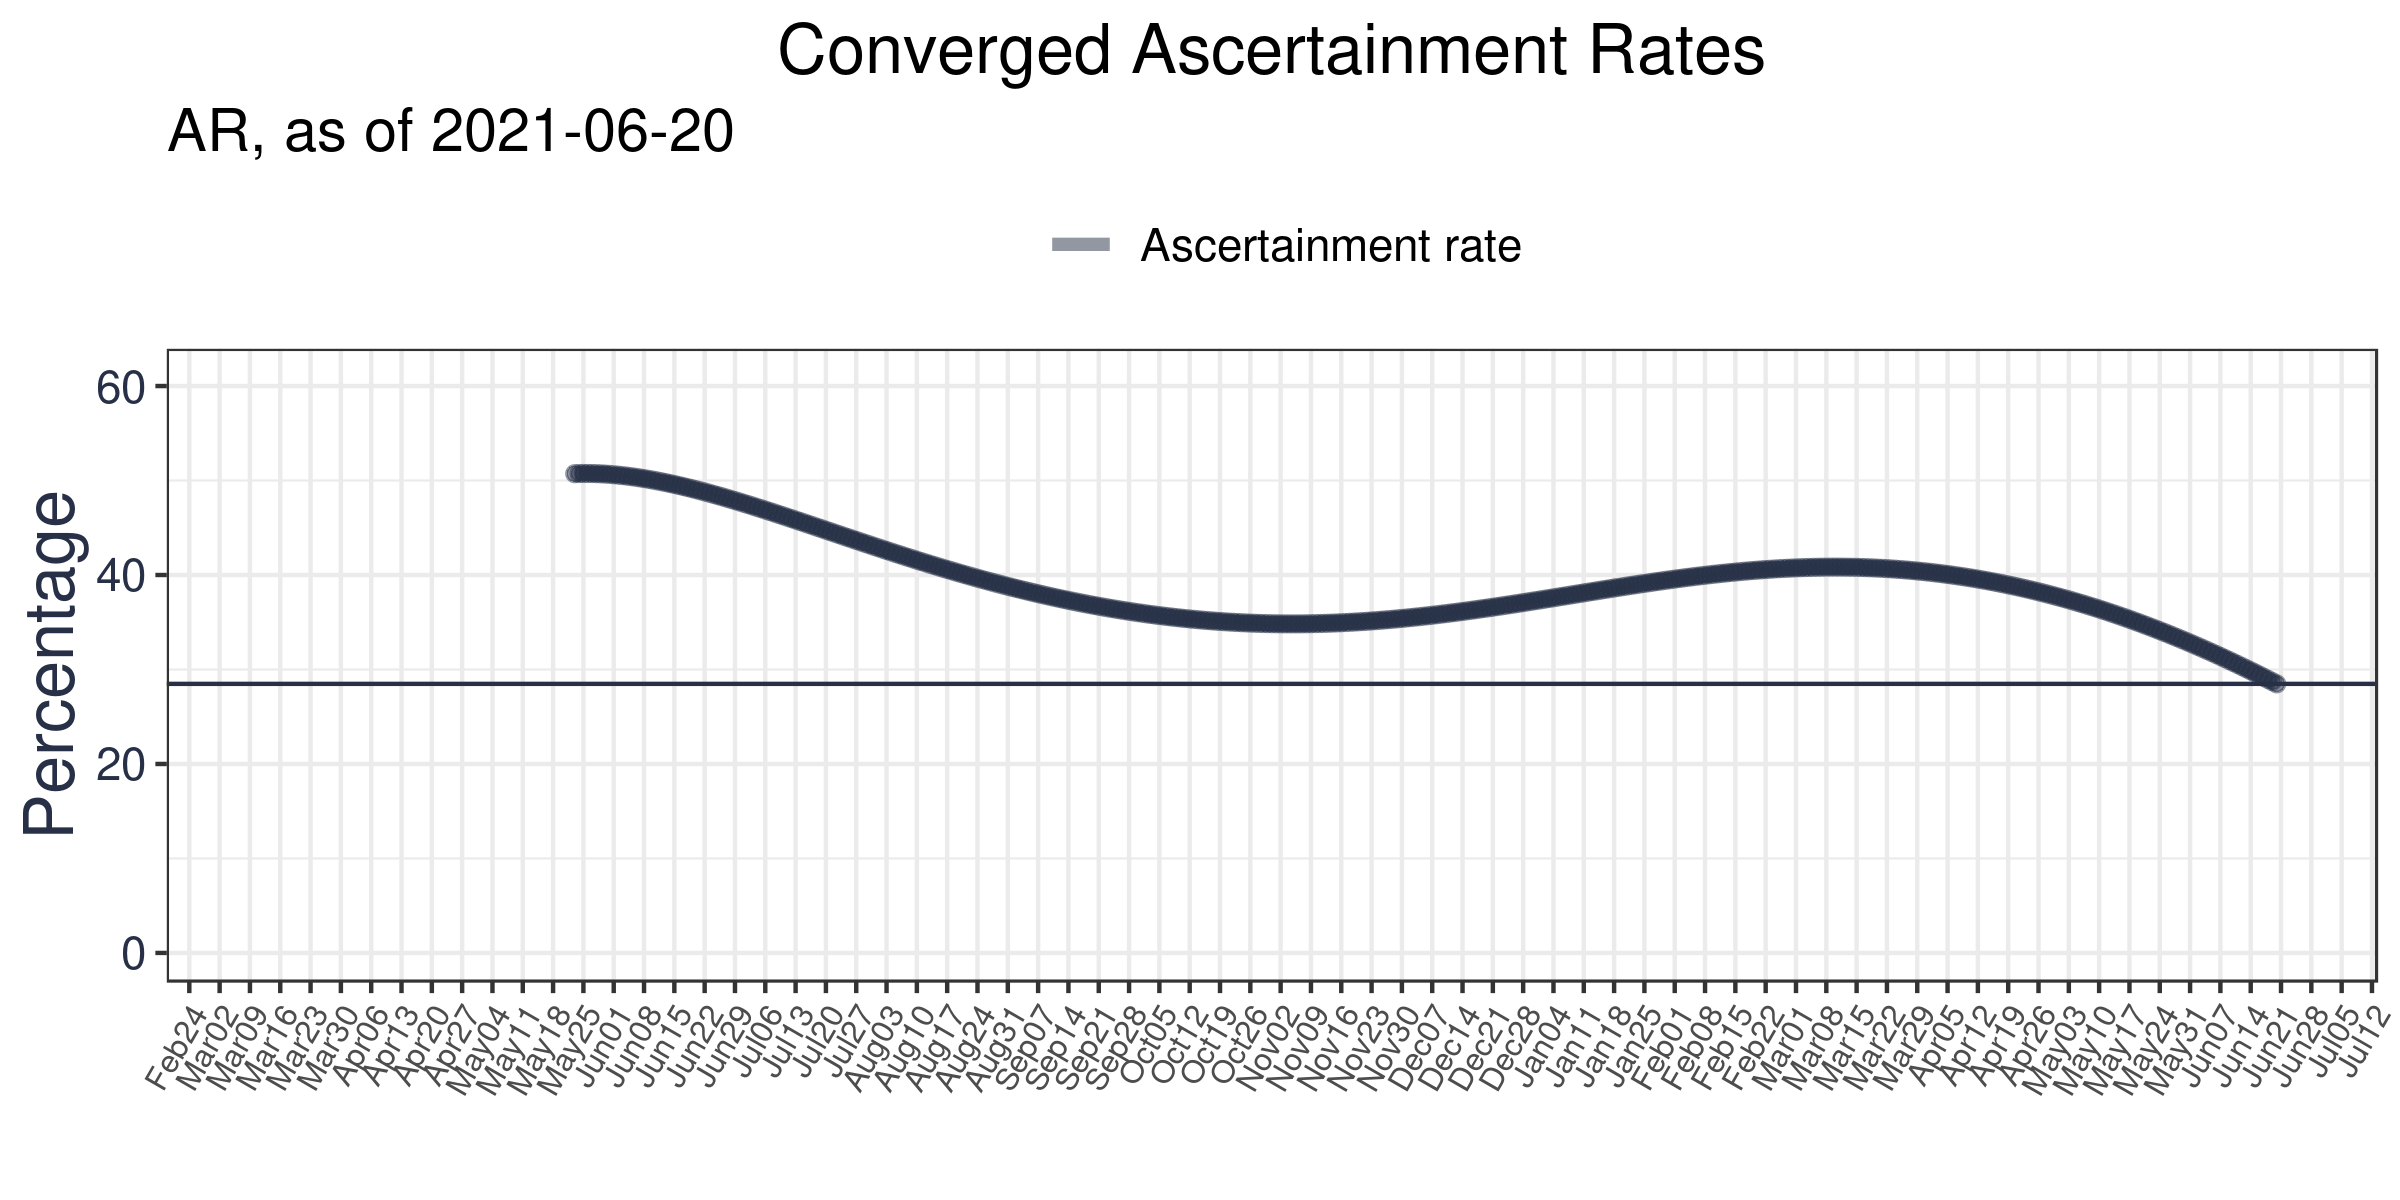 Converged Ascertainment Rates
AR, as of 2021-06-20
Ascertainment rate
Percentage
60
40
20
0
Feb24
Mar02
Mar09
Mar16
Mar23
Mar30
Apr06
Apr13
Apr20
Apr27
May04
May11
May18
May25
Jun01
Jun08
Jun15
Jun22
Jun29
Jul06
Jul13
Jul20
Jul27
Aug03
Aug10
Aug17
Aug24
Aug31
Sep07
Sep14
Sep21
Sep28
Oct05
Oct12
Oct19
Oct26
Nov02
Nov09
Nov16
Nov23
Nov30
Dec07
Dec14
Dec21
Dec28
Jan04
Jan11
Jan18
Jan25
Feb01
Feb08
Feb15
Feb22
Mar01
Mar08
Mar15
Mar22
Mar29
Apr05
Apr12
Apr19
Apr26
May03
May10
May17
May24
May31
Jun07
Jun14
Jun21
Jun28
Jul05
Jul12